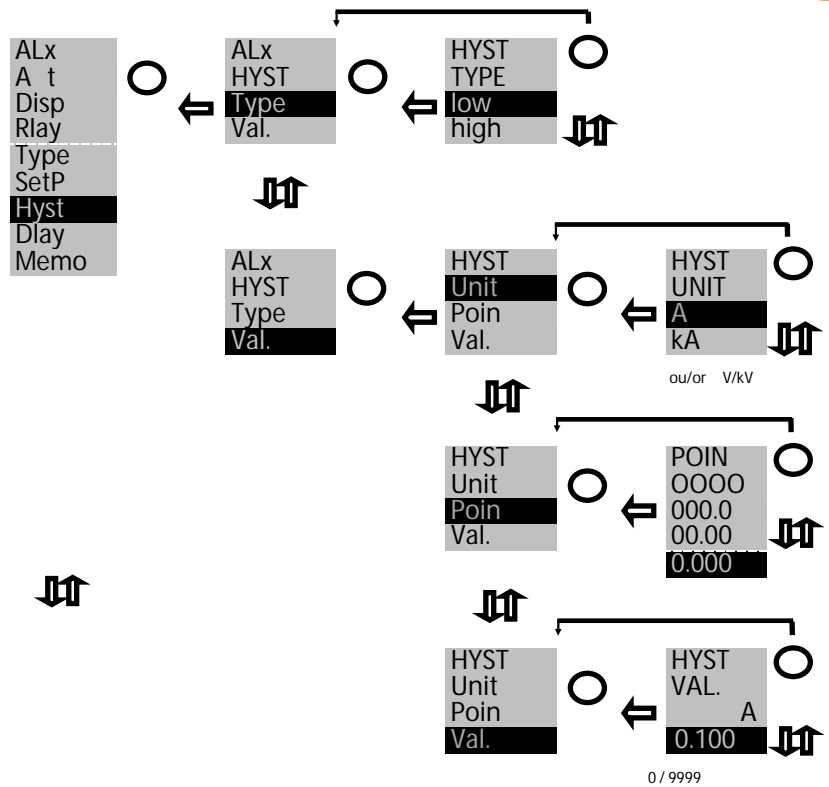 ALx
A t
Disp
Rlay
Type
SetP
Hyst
Dlay
Memo
ALx
HYST
Type
Val.
HYST
TYPE
low
high
ALx
HYST
Type
Val.
HYST
Unit
Poin
Val.
HYST
UNIT
A
kA
ou/or V/kV
HYST
Unit
Poin
Val.
POIN
OOOO
000.0
00.00
0.000
HYST
Unit
Poin
Val.
HYST
VAL.
A
0.100
0 / 9999